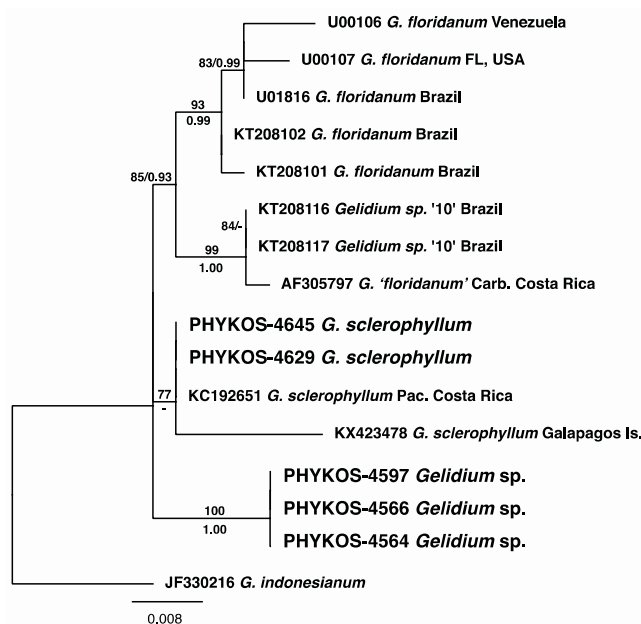 U00106 G. floridanum Venezuela
83/0.99
U00107 G. floridanum FL, USA
U01816 G. floridanum Brazil
93
0.99
KT208102 G. floridanum Brazil
KT208101 G. floridanum Brazil
85/0.93
KT208116 Gelidium sp. '10' Brazil
84/-
KT208117 Gelidium sp. '10' Brazil
99
1.00
AF305797 G. 'floridanum' Carb. Costa Rica
PHYKOS-4645 G. sclerophyllum
PHYKOS-4629 G. sclerophyllum
77
-
KC192651 G. sclerophyllum Pac. Costa Rica
KX423478 G. sclerophyllum Galapagos Is.
PHYKOS-4597 Gelidium sp.
100
1.00
PHYKOS-4566 Gelidium sp.
PHYKOS-4564 Gelidium sp.
JF330216 G. indonesianum
0.008